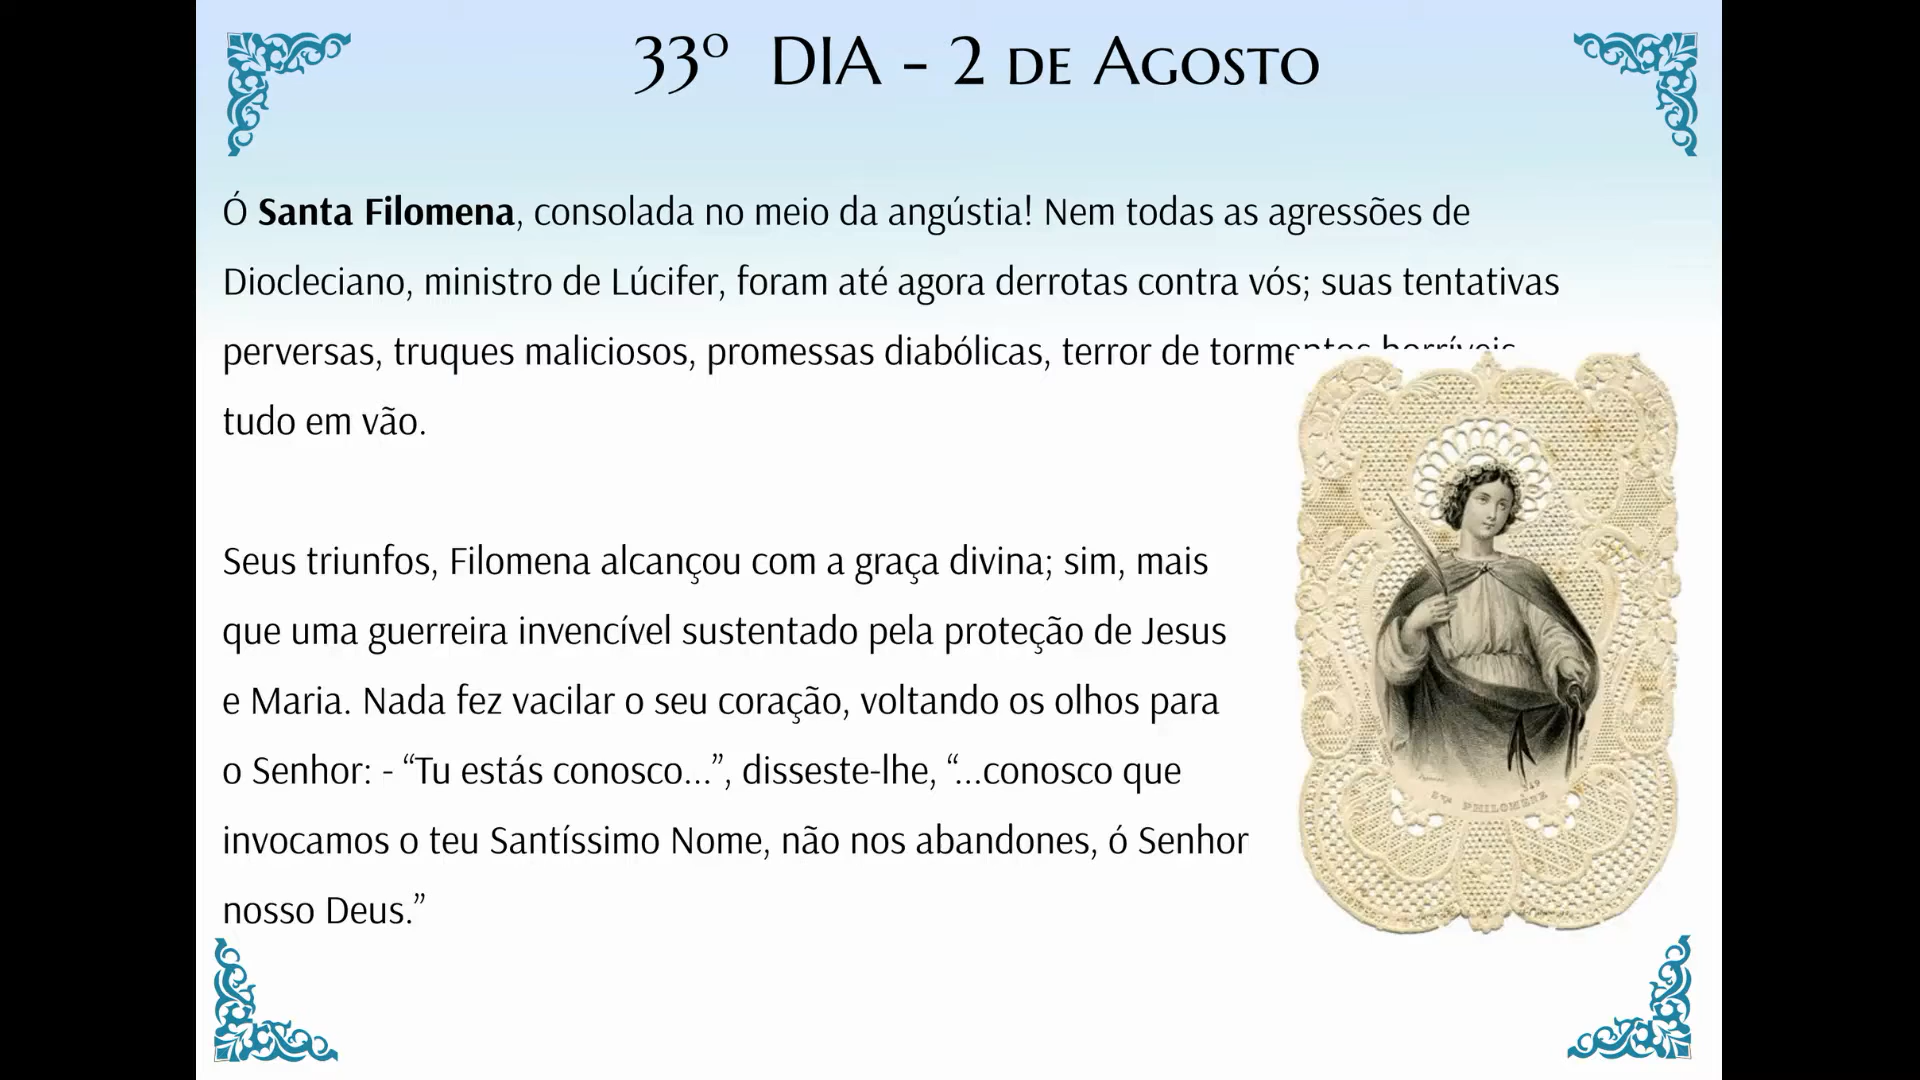 33º DIA - 2 DE AGOSTO
Ó Santa Filomena, consolada no meio da angústia! Nem todas as agressões de
Diocleciano, ministro de Lúcifer, foram até agora derrotas contra vós; suas tentativas
perversas, truques maliciosos, promessas diabólicas, terror de tormentos horríveis
tudo em vão.
Seus triunfos, Filomena alcançou com a graça divina; sim, mais
que uma guerreira invencível sustentado pela proteção de Jesus
e Maria. Nada fez vacilar o seu coração, voltando os olhos para
o Senhor: - “Tu estás conosco...”, disseste-lhe, “...conosco que
invocamos o teu Santíssimo Nome, não nos abandones, ó Senhor
nosso Deus.”
PHILOMÈNE